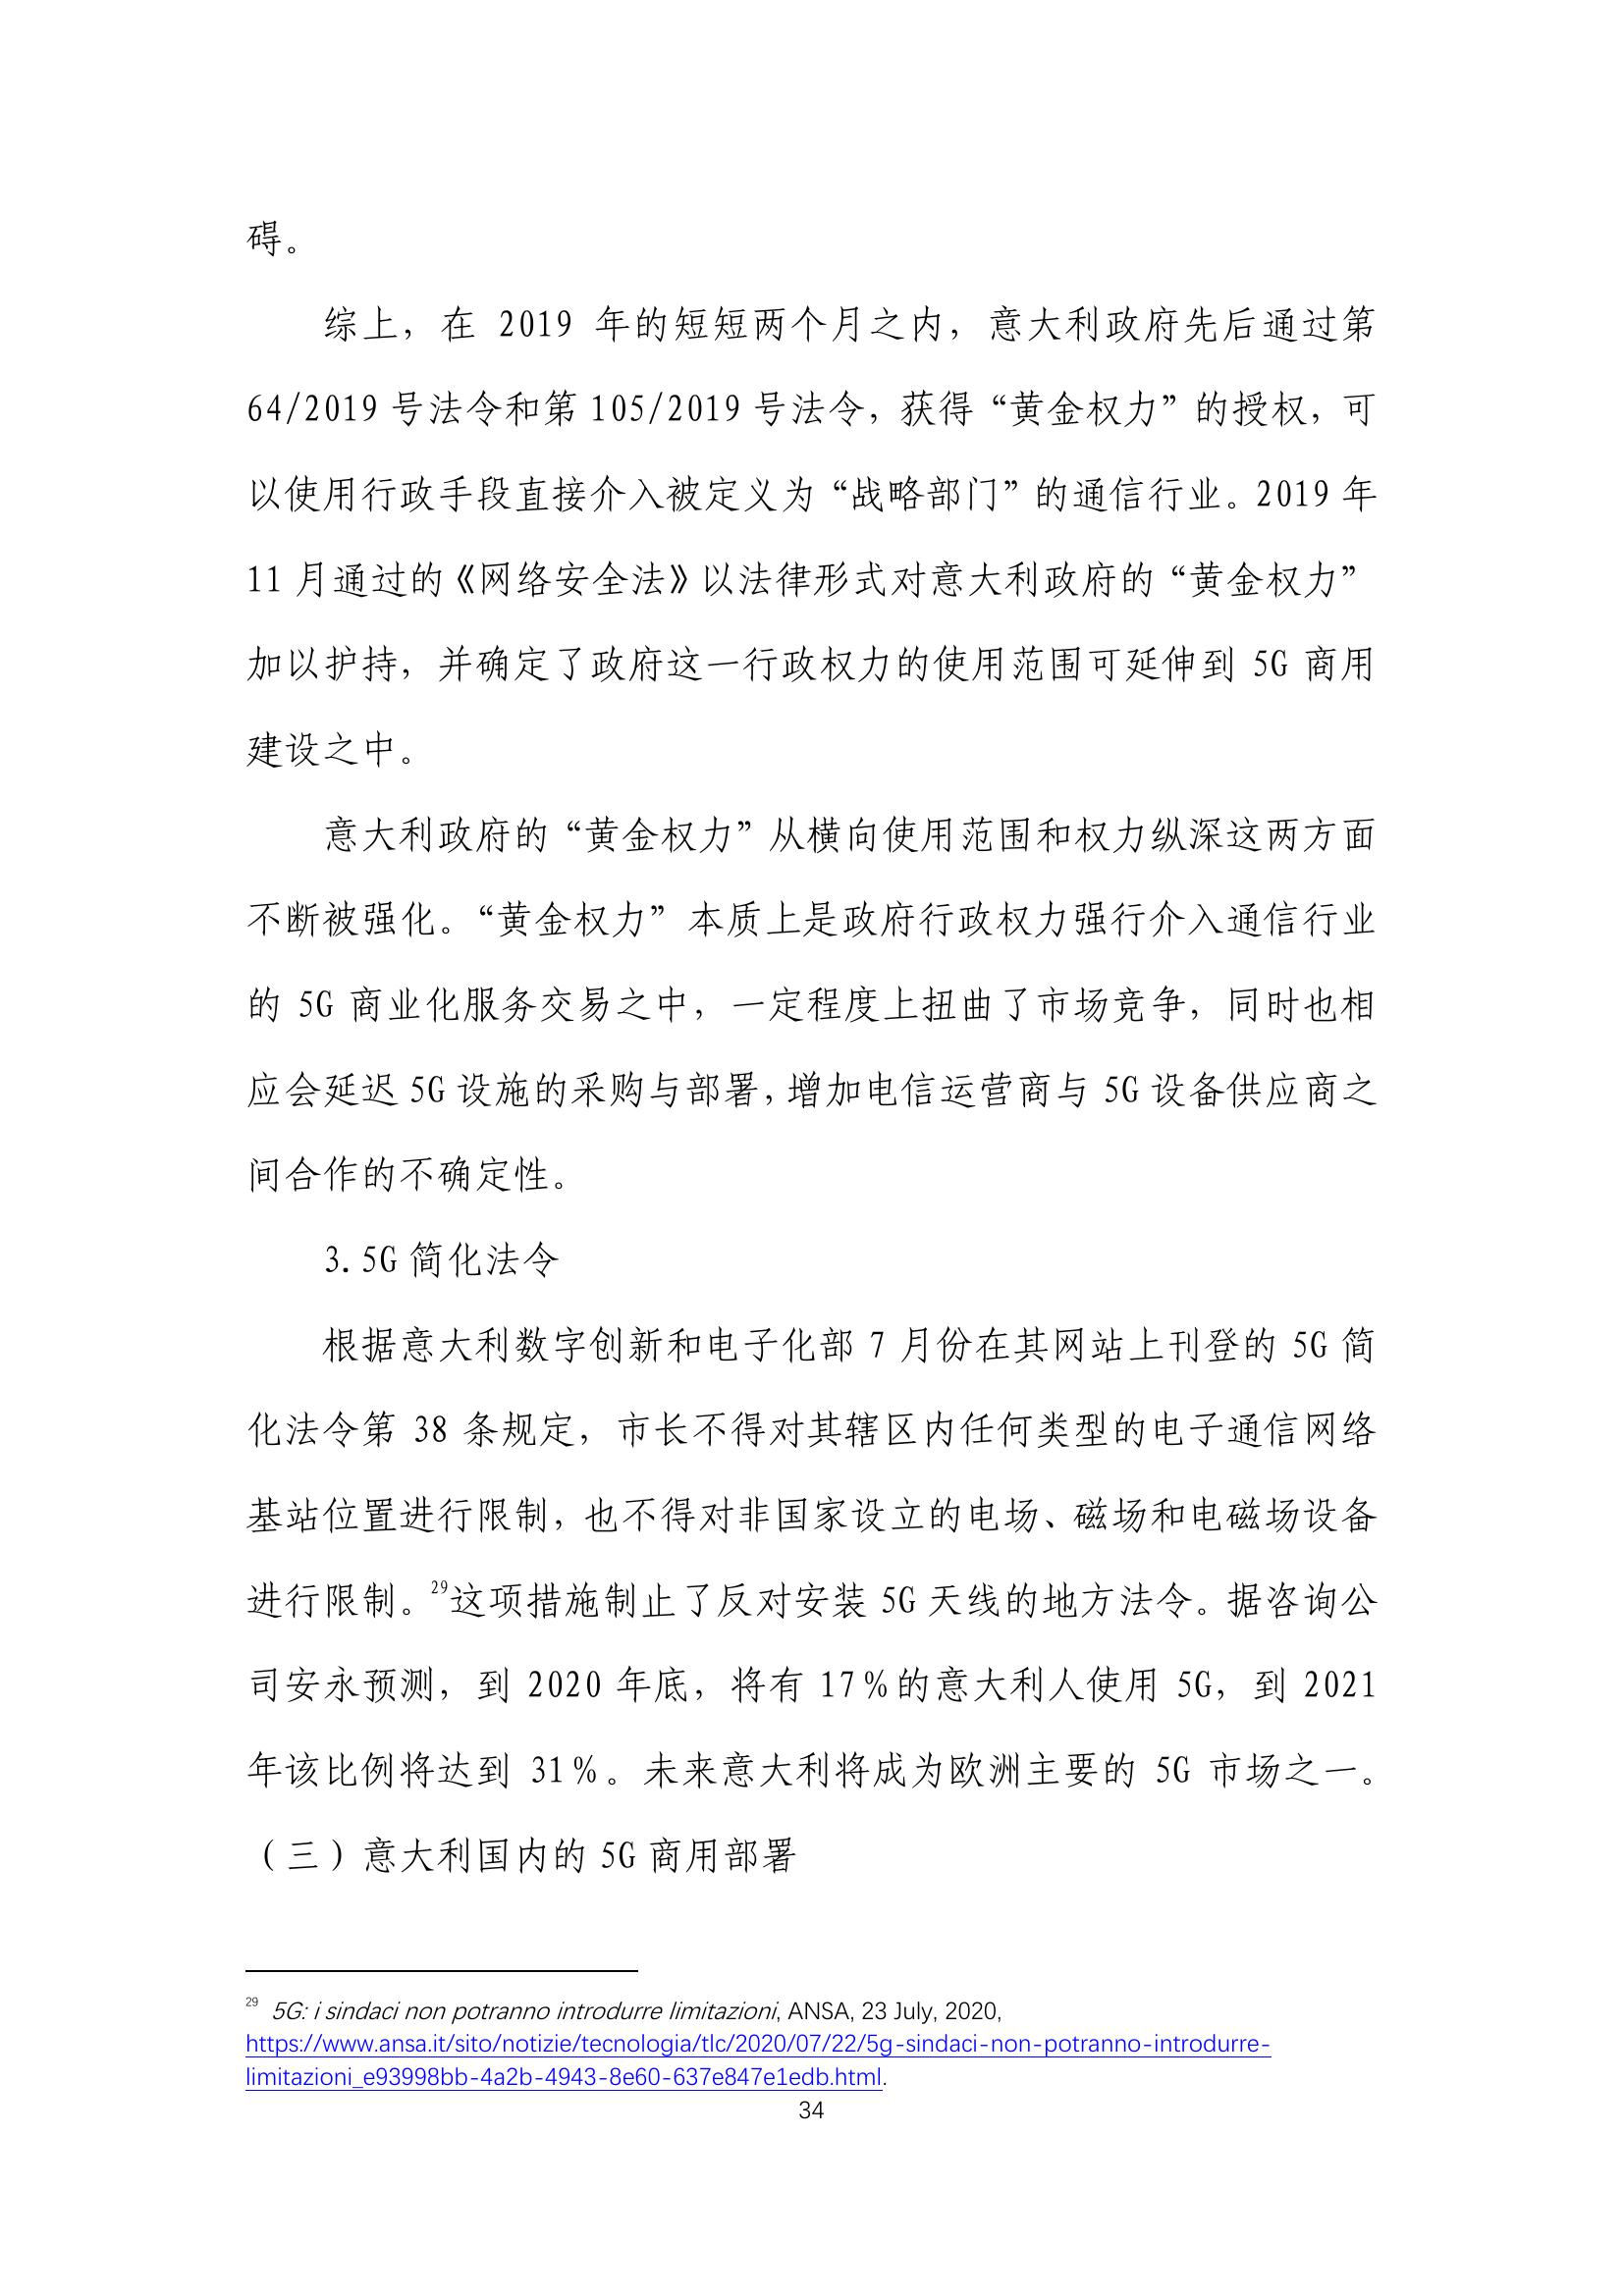 碍。
综上，在 2019 年的短短两个月之内，意大利政府先后通过第
64/2019 号法令和第 105/2019 号法令，获得“黄金权力”的授权，可
以使用行政手段直接介入被定义为“战略部门”的通信行业。2019 年
11 月通过的《网络安全法》以法律形式对意大利政府的“黄金权力”
加以护持，并确定了政府这一行政权力的使用范围可延伸到 5G 商用
建设之中。
意大利政府的“黄金权力”从横向使用范围和权力纵深这两方面
不断被强化。“黄金权力” 本质上是政府行政权力强行介入通信行业
的 5G 商业化服务交易之中，一定程度上扭曲了市场竞争，同时也相
应会延迟 5G 设施的采购与部署，增加电信运营商与 5G 设备供应商之
间合作的不确定性。
3. 5G 简化法令
根据意大利数字创新和电子化部 7 月份在其网站上刊登的 5G 简
化法令第 38 条规定，市长不得对其辖区内任何类型的电子通信网络
基站位置进行限制，也不得对非国家设立的电场、磁场和电磁场设备
进行限制。29这项措施制止了反对安装 5G 天线的地方法令。据咨询公
司安永预测，到 2020 年底，将有 17%的意大利人使用 5G，到 2021
年该比例将达到 31%。未来意大利将成为欧洲主要的 5G 市场之一。
（三）意大利国内的 5G 商用部署
29 5G: i sindaci non potranno introdurre limitazioni, ANSA, 23 July, 2020,
https://www.ansa.it/sito/notizie/tecnologia/tlc/2020/07/22/5g-sindaci-non-potranno-introdurre-
limitazioni_e93998bb-4a2b-4943-8e60-637e847e1edb.html.
34